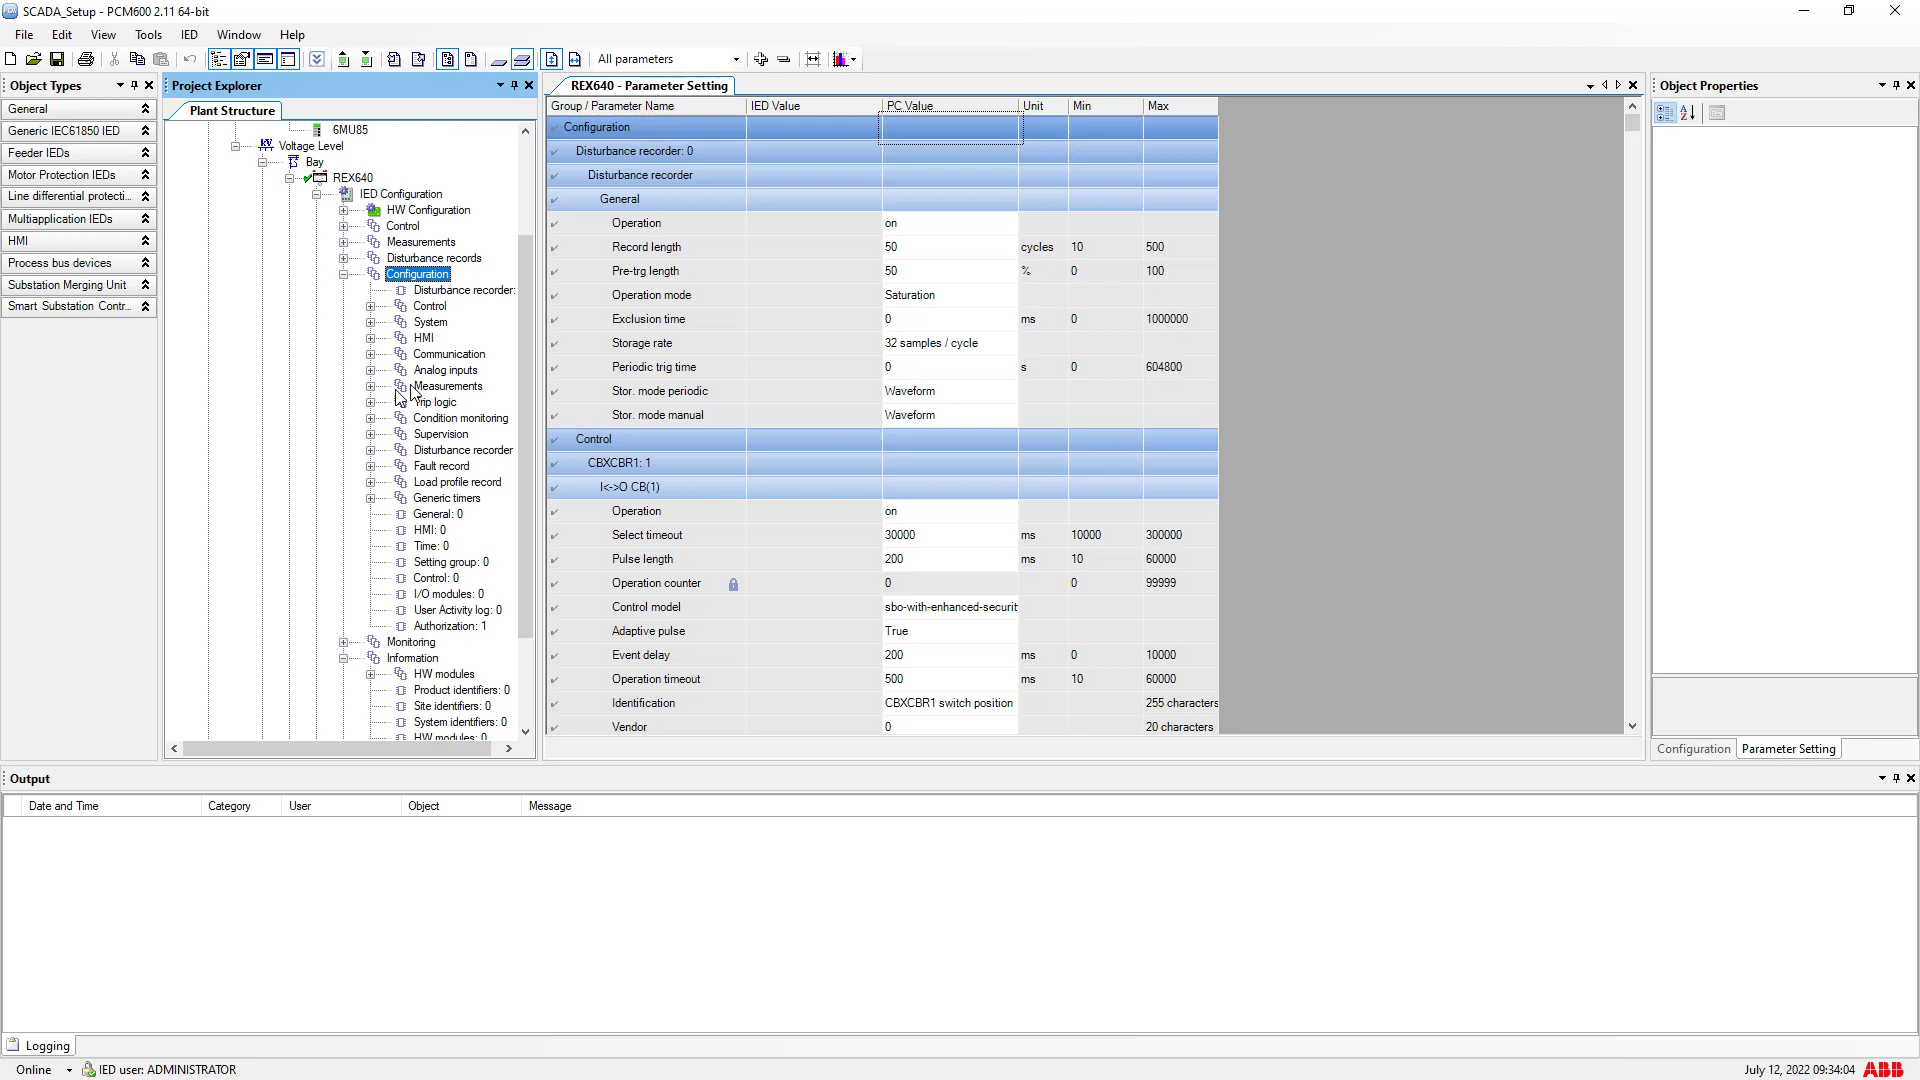 SCADA_Setup - PCM600 2.11 64-bit
File Edit View Tools IED Window Help
All parameters
Object Types
General
Generic IEC61850 IED
Feeder IEDs
Motor Protection IEDs
Line differential protecti...
Multiapplication IEDs
HMI
Process bus devices
Substation Merging Unit
Smart Substation Contr...
Project Explorer
Plant Structure
6MU85
Voltage Level
Bay
REX640
IED Configuration
HW Configuration
Control
Measurements
Disturbance records
Configuration
Disturbance recorder:
Control
System
HMI
Communication
Analog inputs
Measurements
Trip logic
Condition monitoring
Supervision
Disturbance recorder
Fault record
Load profile record
Generic timers
General: 0
HMI: 0
Time: 0
Setting group: 0
Control: 0
I/O modules: 0
User Activity log: 0
Authorization: 1
Monitoring
Information
HW modules
Product identifiers: 0
Site identifiers: 0
System identifiers: 0
HW modules: 0
REX640 - Parameter Setting
Group / Parameter Name IED Value PC Value Unit Min Max
Configuration
Disturbance recorder: 0
Disturbance recorder
General
Operation on
Record length 50 cycles 10 500
Pre-trg length 50 % 0 100
Operation mode Saturation
Exclusion time 0 ms 0 1000000
Storage rate 32 samples / cycle
Periodic trig time 0 s 0 604800
Stor. mode periodic Waveform
Stor. mode manual Waveform
Control
CBXCBR1: 1
I<->O CB(1)
Operation on
Select timeout 30000 ms 10000 300000
Pulse length 200 ms 10 60000
Operation counter 0 0 99999
Control model sbo-with-enhanced-securit
Adaptive pulse True
Event delay 200 ms 0 10000
Operation timeout 500 ms 10 60000
Identification CBXCBR1 switch position 255 characters
Vendor 0 20 characters
Object Properties
Configuration Parameter Setting
Output
Date and Time Category User Object Message
Logging
Online IED user: ADMINISTRATOR
July 12, 2022 09:34:04 ABB